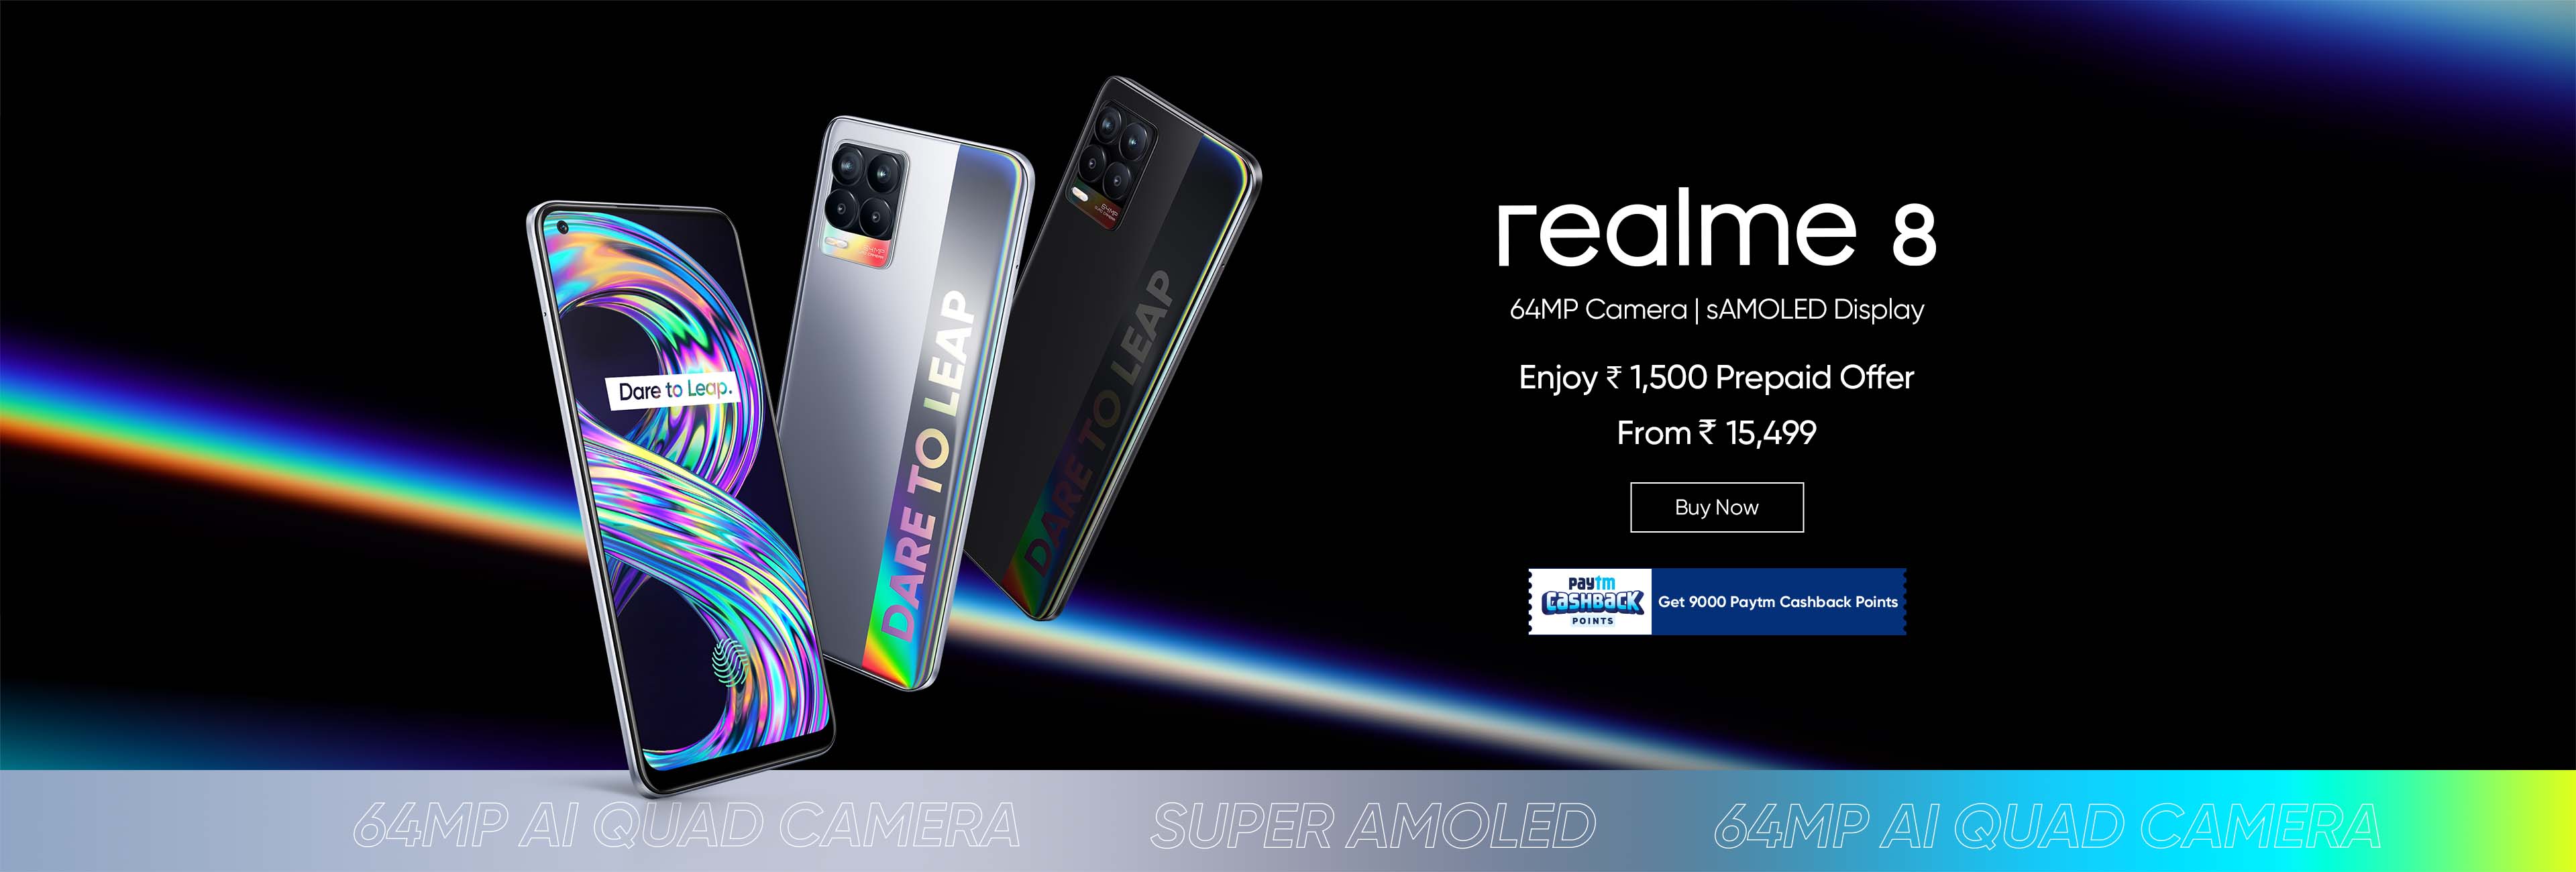 realme 8
64MP Camera | sAMOLED Display
Enjoy ₹ 1,500 Prepaid Offer
From ₹ 15,499
Buy Now
paytm
CASHBACK
POINTS
Get 9000 Paytm Cashback Points
Dare to Leap.
DARE TO LEAP
DARE TO LEAP
64MP AI QUAD CAMERA
SUPER AMOLED
64MP AI QUAD CAMERA